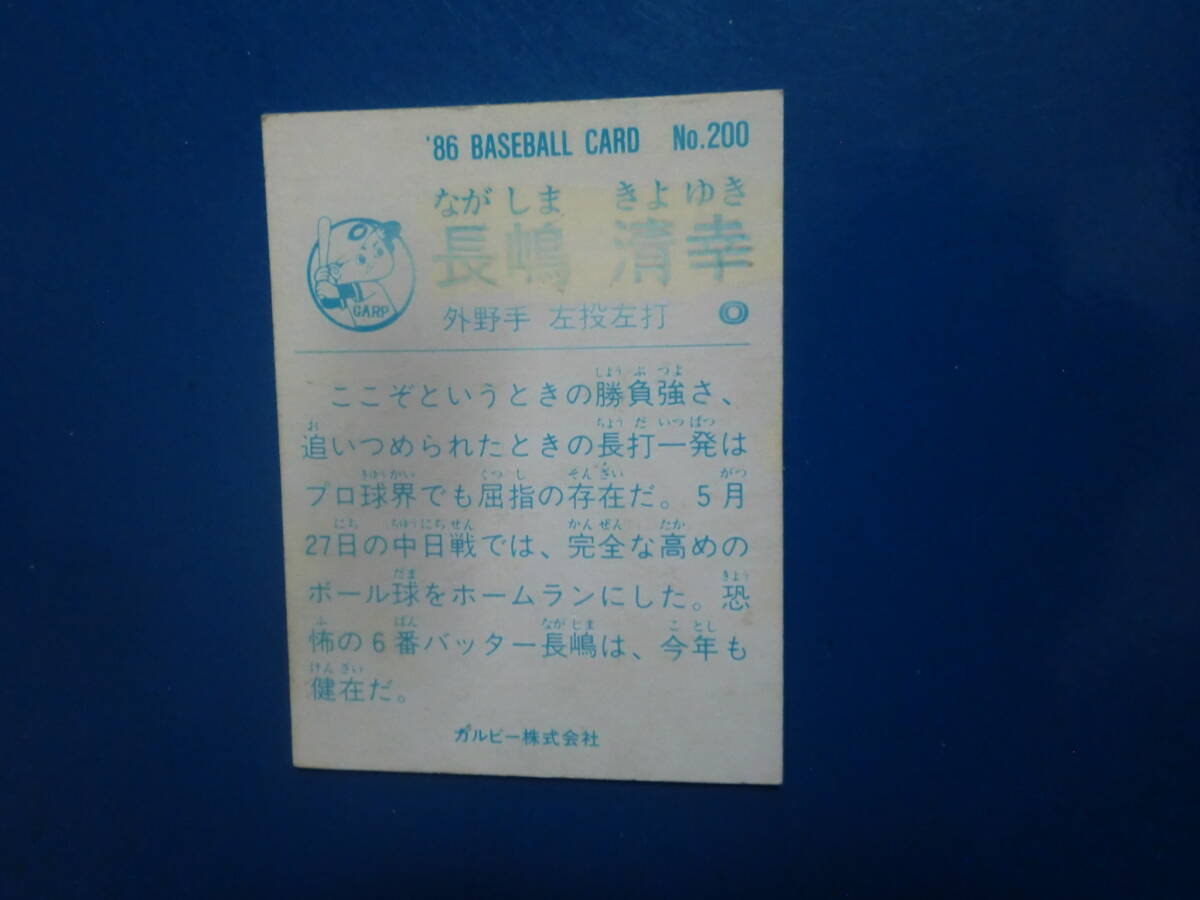 '86 BASEBALL CARD No.200
ながしま きよゆき
長嶋 清幸
CARP
外野手 左投左打 0
ここぞというときの勝負強さ、
追いつめられたときの長打一発は
プロ球界でも屈指の存在だ。5月
27日の中日戦では、完全な高めの
ボール球をホームランにした。恐
怖の6番バッター長嶋は、今年も
健在だ。
カルビー株式会社